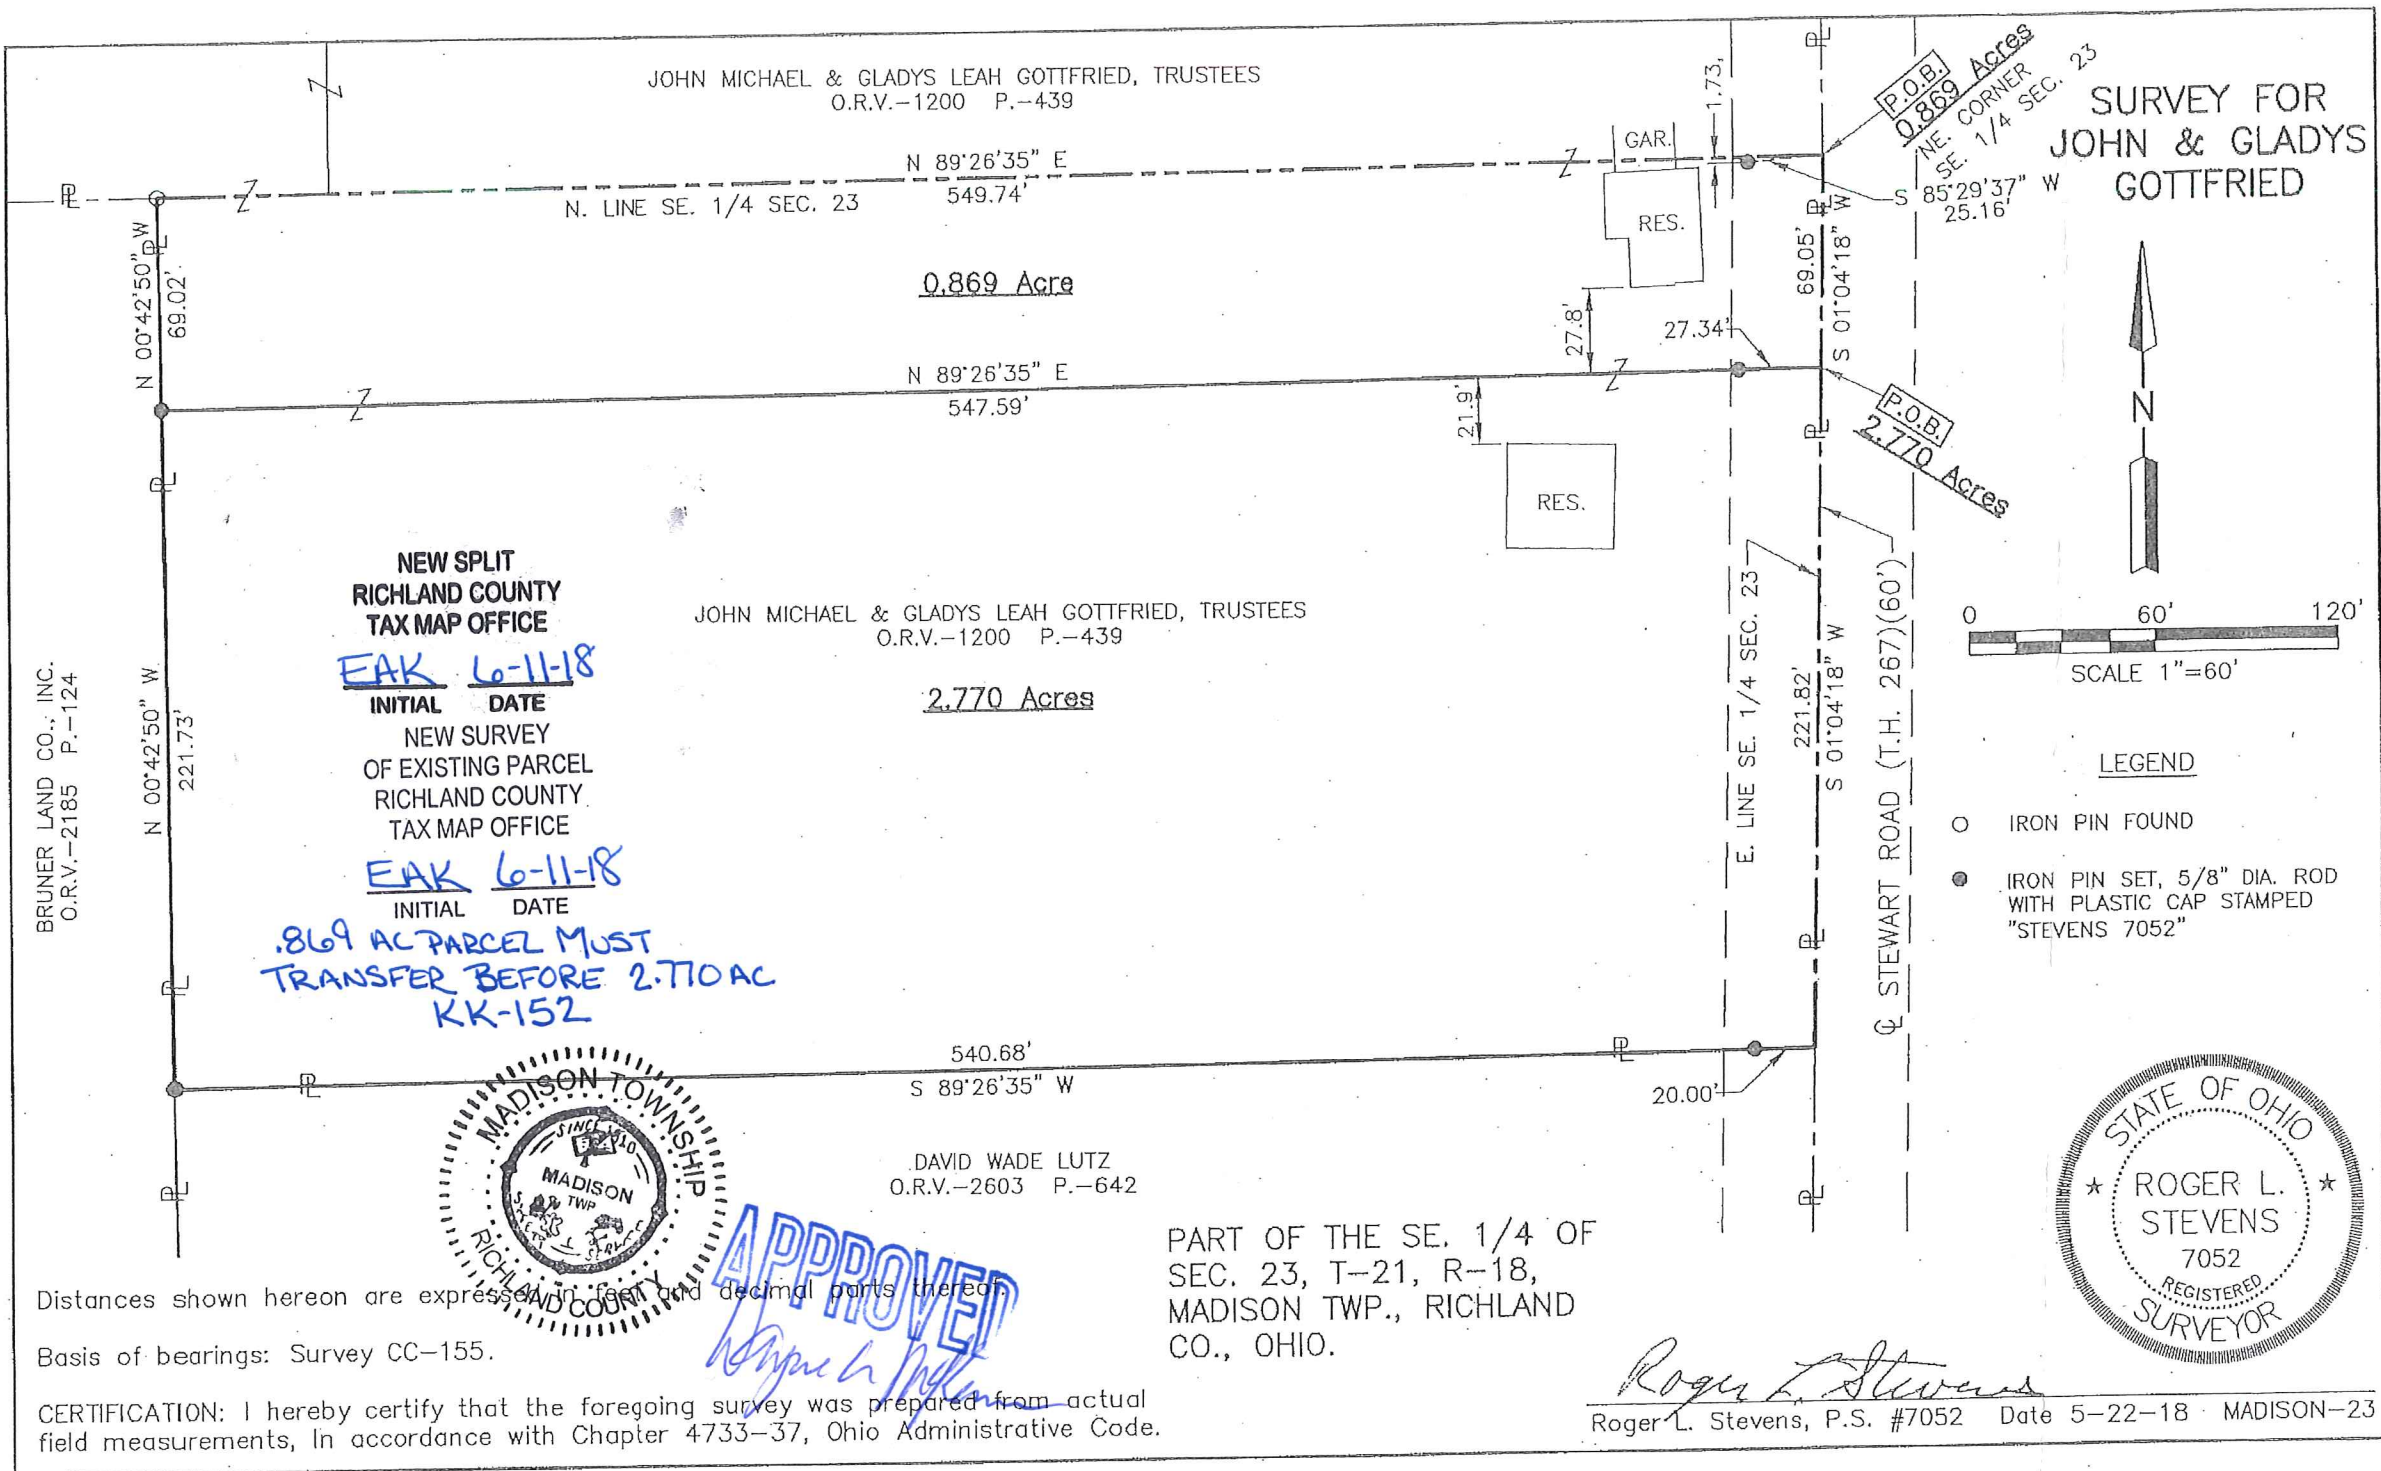 JOHN MICHAEL & GLADYS LEAH GOTTFRIED, TRUSTEES
O.R.V.-1200 P.-439
N 89°26'35" E
549.74'
N. LINE SE. 1/4 SEC. 23
1.73'
GAR.
RES.
P.O.B.
0.869 Acres
NE. CORNER
SE. 1/4 SEC. 23
S 85°29'37" W
25.16'
SURVEY FOR
JOHN & GLADYS
GOTTFRIED
N 00°42'50" W
69.02'
0.869 Acre
69.05'
S 01°04'18" W
27.8'
27.34'
N 89°26'35" E
547.59'
21.9'
RES.
P.O.B.
2.770 Acres
N
0 60' 120'
SCALE 1"=60'
NEW SPLIT
RICHLAND COUNTY
TAX MAP OFFICE
EAK 6-11-18
INITIAL DATE
NEW SURVEY
OF EXISTING PARCEL
RICHLAND COUNTY
TAX MAP OFFICE
EAK 6-11-18
INITIAL DATE
.869 AC PARCEL MUST
TRANSFER BEFORE 2.770 AC
KK-152
JOHN MICHAEL & GLADYS LEAH GOTTFRIED, TRUSTEES
O.R.V.-1200 P.-439
2.770 Acres
BRUNER LAND CO., INC.
O.R.V.-2185 P.-124
N 00°42'50" W
221.73'
E. LINE SE. 1/4 SEC. 23
221.82'
S 01°04'18" W
℄ STEWART ROAD (T.H. 267)(60')
LEGEND
IRON PIN FOUND
IRON PIN SET, 5/8" DIA. ROD
WITH PLASTIC CAP STAMPED
"STEVENS 7052"
540.68'
S 89°26'35" W
20.00'
DAVID WADE LUTZ
O.R.V.-2603 P.-642
MADISON TOWNSHIP
SINCE 1810
MADISON
TWP
RICHLAND COUNTY
APPROVED
PART OF THE SE. 1/4 OF
SEC. 23, T-21, R-18,
MADISON TWP., RICHLAND
CO., OHIO.
STATE OF OHIO
ROGER L.
STEVENS
7052
REGISTERED
SURVEYOR
Distances shown hereon are expressed in feet and decimal parts thereof.
Basis of bearings: Survey CC-155.
CERTIFICATION: I hereby certify that the foregoing survey was prepared from actual
field measurements, In accordance with Chapter 4733-37, Ohio Administrative Code.
Roger L. Stevens
Roger L. Stevens, P.S. #7052 Date 5-22-18 MADISON-23